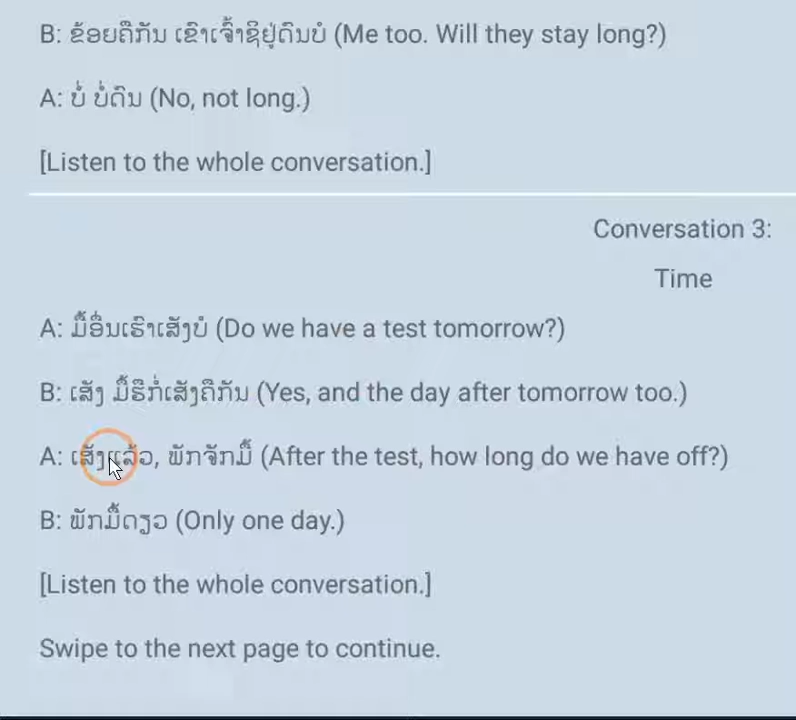 B: ຂ້ອຍຄືກັນ ເຂົາເຈົ້າຊິຢູ່ດົນບໍ (Me too. Will they stay long?)
A: ບໍ່ ບໍ່ດົນ (No, not long.)
[Listen to the whole conversation.]
Conversation 3:
Time
A: ມື້ອື່ນເຮົາເສັງບໍ (Do we have a test tomorrow?)
B: ເສັງ ມື້ຮືກໍ່ເສັງຄືກັນ (Yes, and the day after tomorrow too.)
A: ເສັງແລ້ວ, ພັກຈັກມື້ (After the test, how long do we have off?)
B: ພັກມື້ດຽວ (Only one day.)
[Listen to the whole conversation.]
Swipe to the next page to continue.